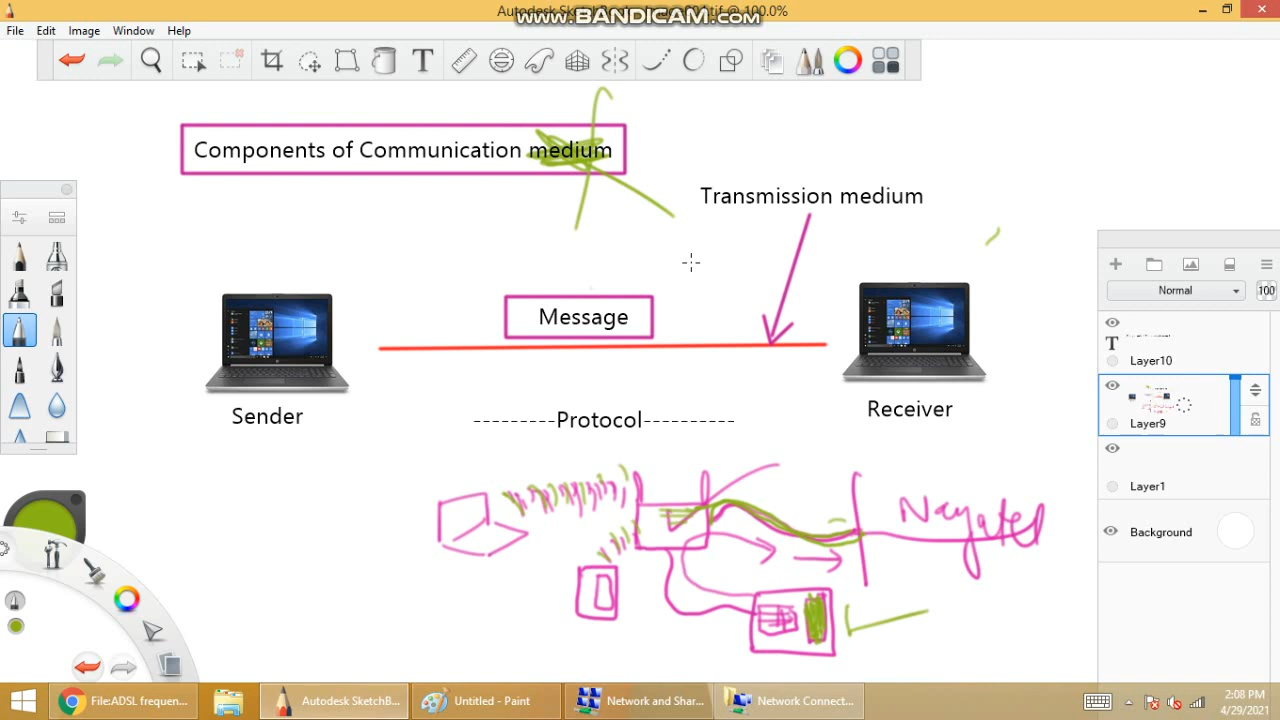 Autodesk SketchBook
@ 100.0%
www.BANDICAM.com
File Edit Image Window Help
Components of Communication medium
Transmission medium
Message
Sender
Receiver
---------Protocol----------
Nayatel
Normal
100
T
Layer10
Layer9
Layer1
Background
File:ADSL frequen...
Autodesk SketchB...
Untitled - Paint
Network and Shar...
Network Connect...
2:08 PM
4/29/2021